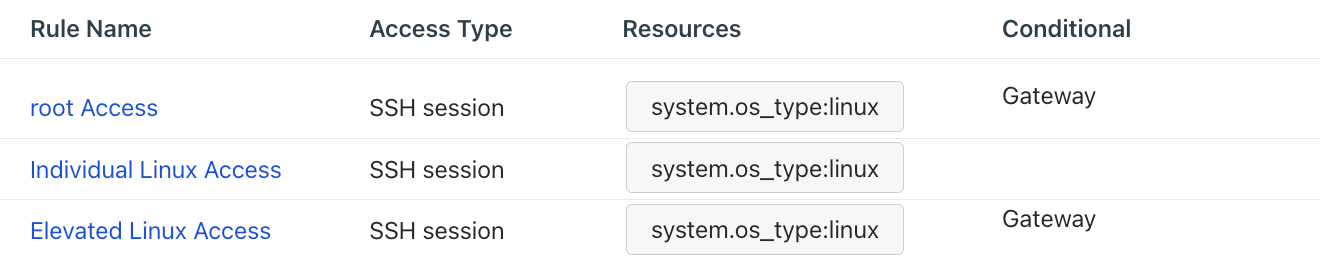 Rule Name Access Type Resources Conditional
root Access SSH session system.os_type:linux Gateway
Individual Linux Access SSH session system.os_type:linux
Elevated Linux Access SSH session system.os_type:linux Gateway